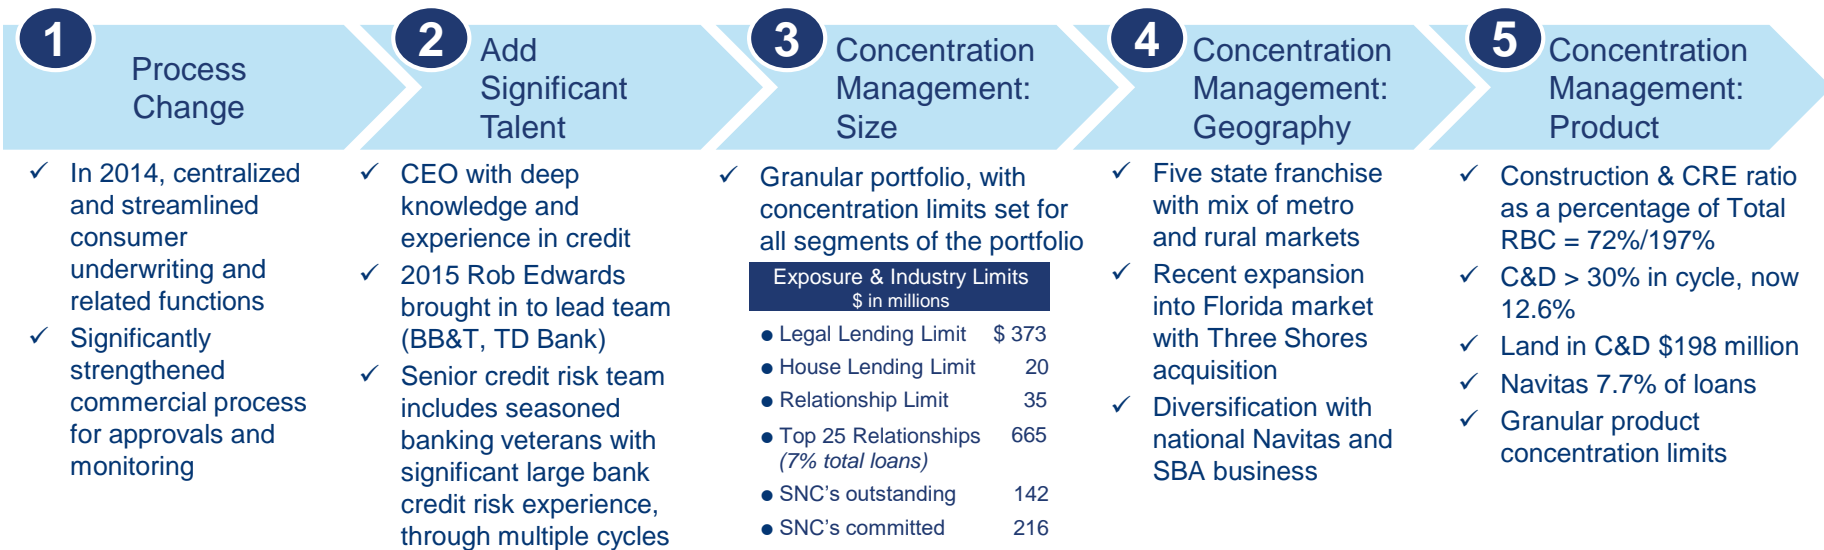 1
Process
Change
✓ In 2014, centralized
and streamlined
consumer
underwriting and
related functions
✓ Significantly
strengthened
commercial process
for approvals and
monitoring
2
Add
Significant
Talent
✓ CEO with deep
knowledge and
experience in credit
✓ 2015 Rob Edwards
brought in to lead team
(BB&T, TD Bank)
✓ Senior credit risk team
includes seasoned
banking veterans with
significant large bank
credit risk experience,
through multiple cycles
3
Concentration
Management:
Size
✓ Granular portfolio, with
concentration limits set for
all segments of the portfolio
Exposure & Industry Limits
$ in millions
● Legal Lending Limit $ 373
● House Lending Limit 20
● Relationship Limit 35
● Top 25 Relationships 665
(7% total loans)
● SNC’s outstanding 142
● SNC’s committed 216
4
Concentration
Management:
Geography
✓ Five state franchise
with mix of metro
and rural markets
✓ Recent expansion
into Florida market
with Three Shores
acquisition
✓ Diversification with
national Navitas and
SBA business
5
Concentration
Management:
Product
✓ Construction & CRE ratio
as a percentage of Total
RBC = 72%/197%
✓ C&D > 30% in cycle, now
12.6%
✓ Land in C&D $198 million
✓ Navitas 7.7% of loans
✓ Granular product
concentration limits